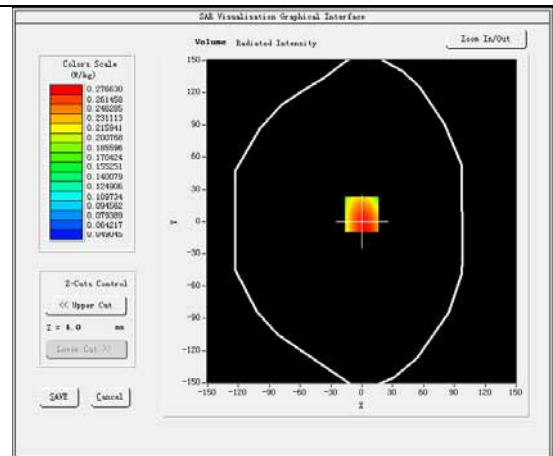 SAR Visualisation Graphical Interface
Volume Radiated Intensity
Zoom In/Out
Colors Scale
(W/kg)
0.276630
0.261458
0.246285
0.231113
0.215941
0.200768
0.185596
0.170424
0.155251
0.140079
0.124906
0.109734
0.094562
0.079389
0.064217
0.049045
150
120
90
60
30
0
-30
-60
-90
-120
-150
Y
-150 -120 -90 -60 -30 0 30 60 90 120 150
X
Z-Cuts Control
<< Upper Cut
Z = 4.0 mm
Lower Cut >>
SAVE Cancel